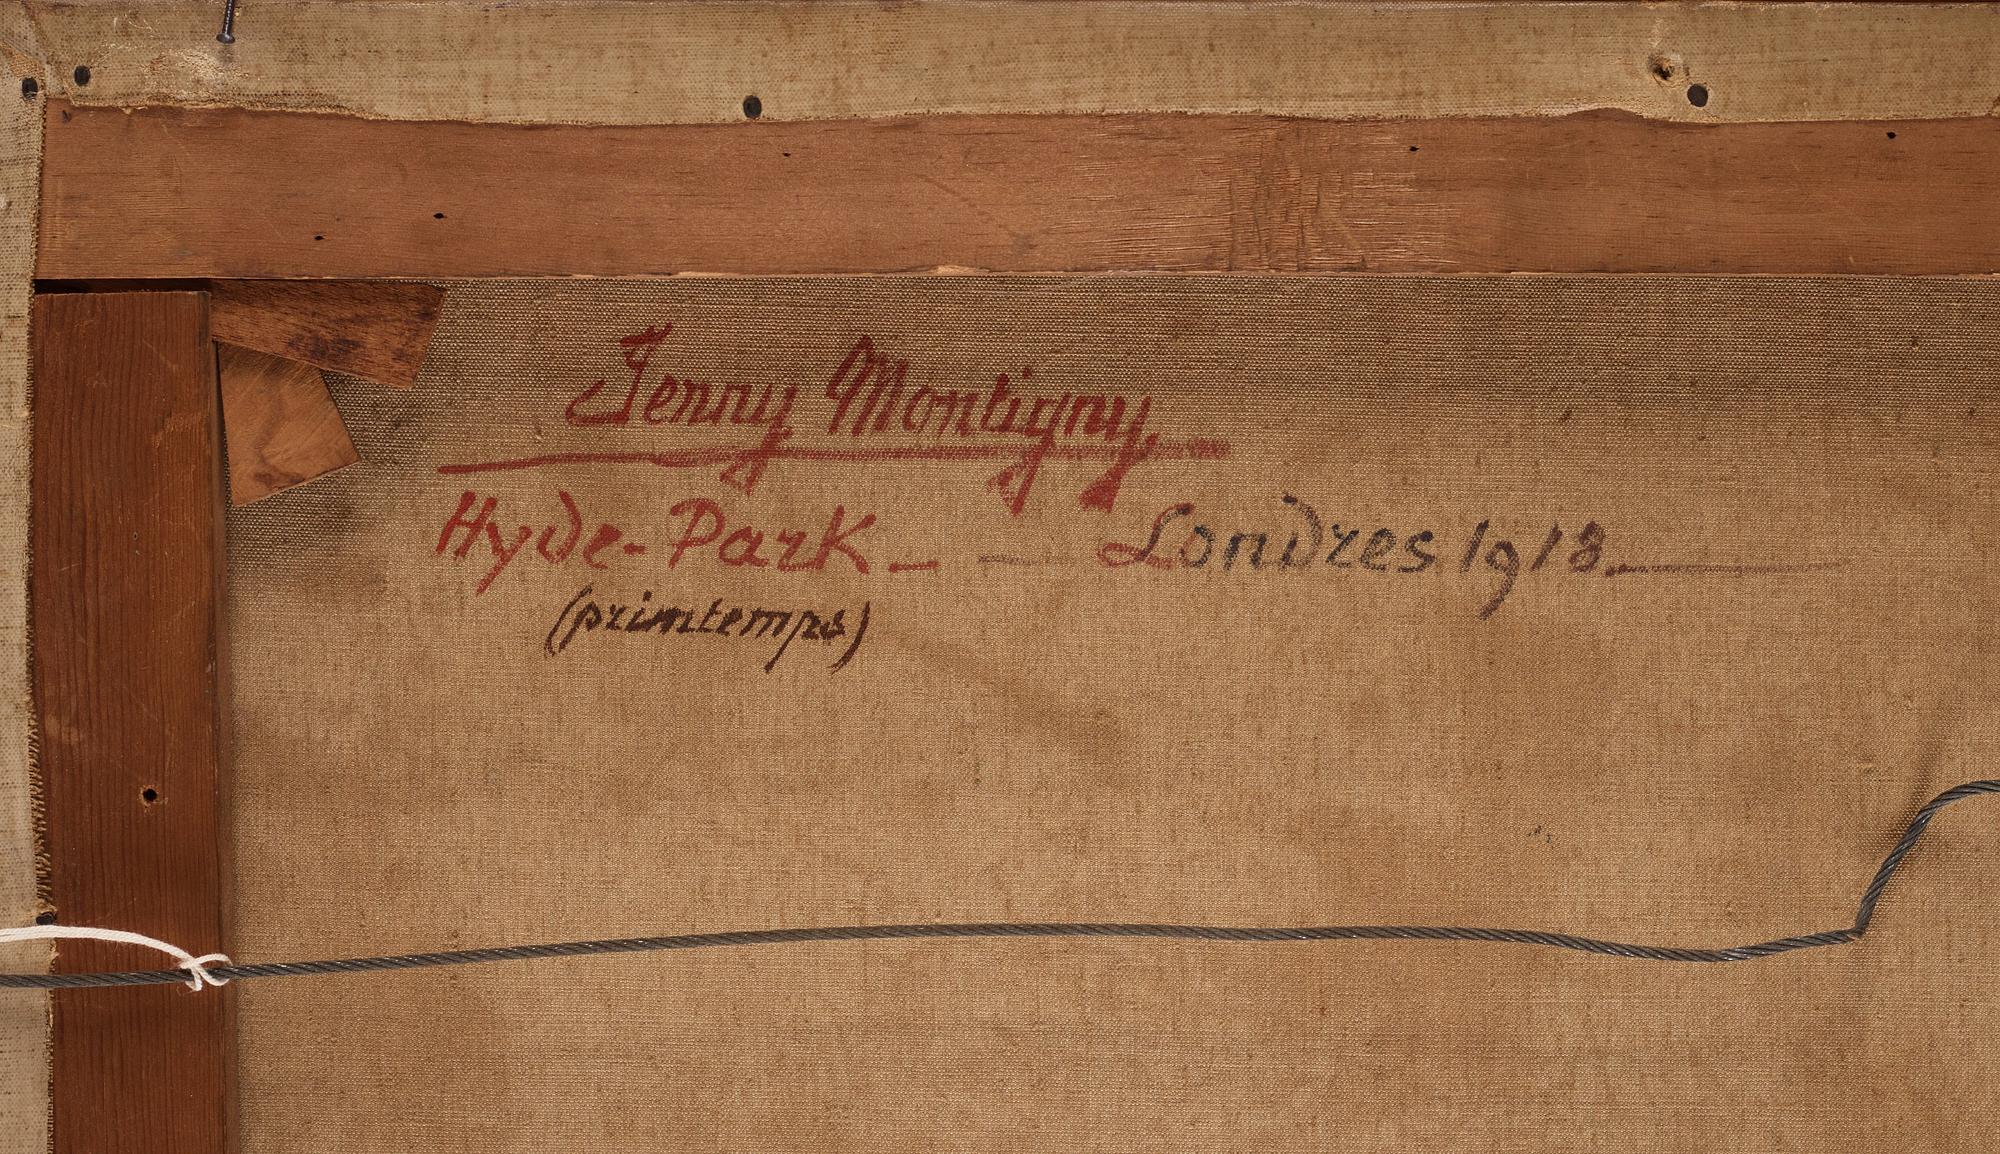 Jenny Montigny.
Hyde-Park _ — Londres 1918.
(printemps)